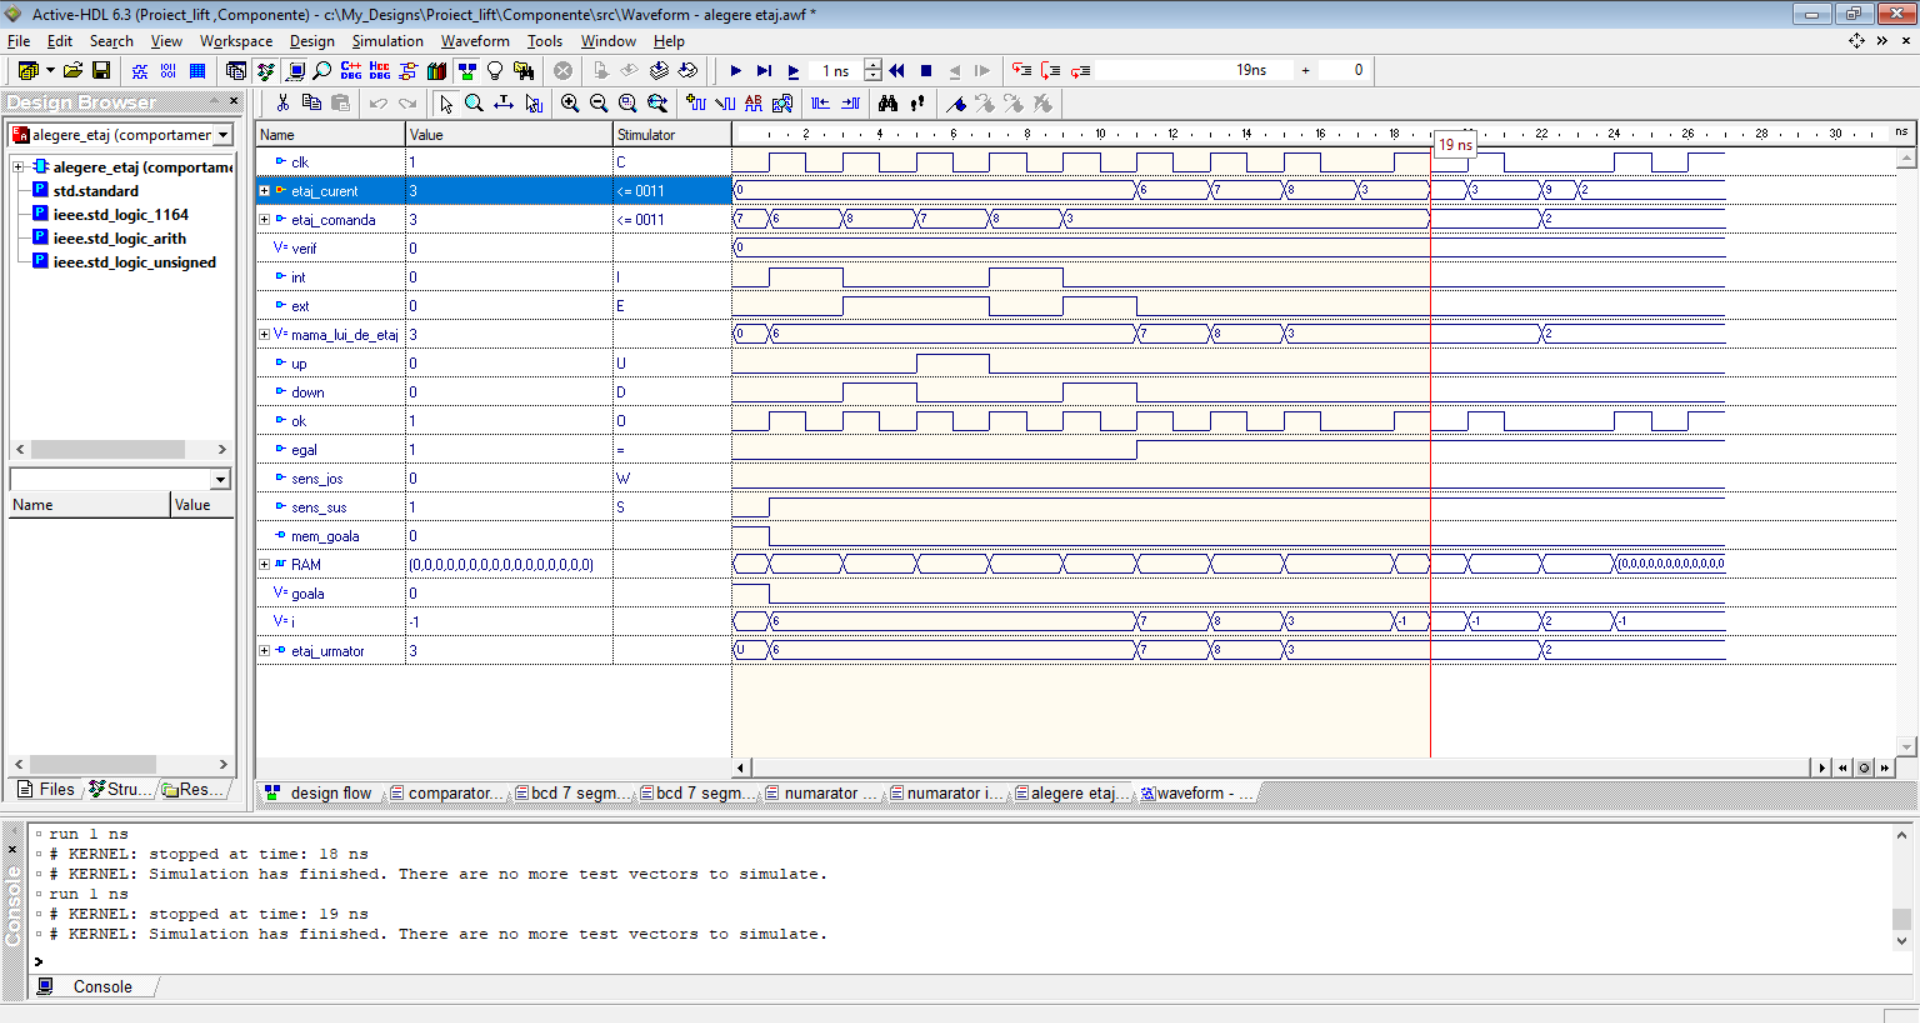 Active-HDL 6.3 (Proiect_lift ,Componente) - c:\My_Designs\Proiect_lift\Componente\src\Waveform - alegere etaj.awf *
File Edit Search View Workspace Design Simulation Waveform Tools Window Help
1 ns 19ns + 0
Design Browser
alegere_etaj (comportamer
alegere_etaj (comportame
std.standard
ieee.std_logic_1164
ieee.std_logic_arith
ieee.std_logic_unsigned
Name Value
Files Stru... Res...
Name Value Stimulator 2 4 6 8 10 12 14 16 18 22 24 26 28 30 ns
19 ns
clk 1 C
etaj_curent 3 <= 0011 0 6 7 8 3 3 9 2
etaj_comanda 3 <= 0011 7 6 8 7 8 3 2
V= verif 0 0
int 0 I
ext 0 E
V= mama_lui_de_etaj 3 0 6 7 8 3 2
up 0 U
down 0 D
ok 1 O
egal 1 =
sens_jos 0 W
sens_sus 1 S
mem_goala 0
RAM (0,0,0,0,0,0,0,0,0,0,0,0,0,0,0,0) (0,0,0,0,0,0,0,0,0,0,0,0
V= goala 0
V= i -1 6 7 8 3 -1 -1 2 -1
etaj_urmator 3 U 6 7 8 3 2
design flow comparator... bcd 7 segm... bcd 7 segm... numarator ... numarator i... alegere etaj... waveform - ...
run 1 ns
# KERNEL: stopped at time: 18 ns
# KERNEL: Simulation has finished. There are no more test vectors to simulate.
run 1 ns
# KERNEL: stopped at time: 19 ns
# KERNEL: Simulation has finished. There are no more test vectors to simulate.
>
Console
Console